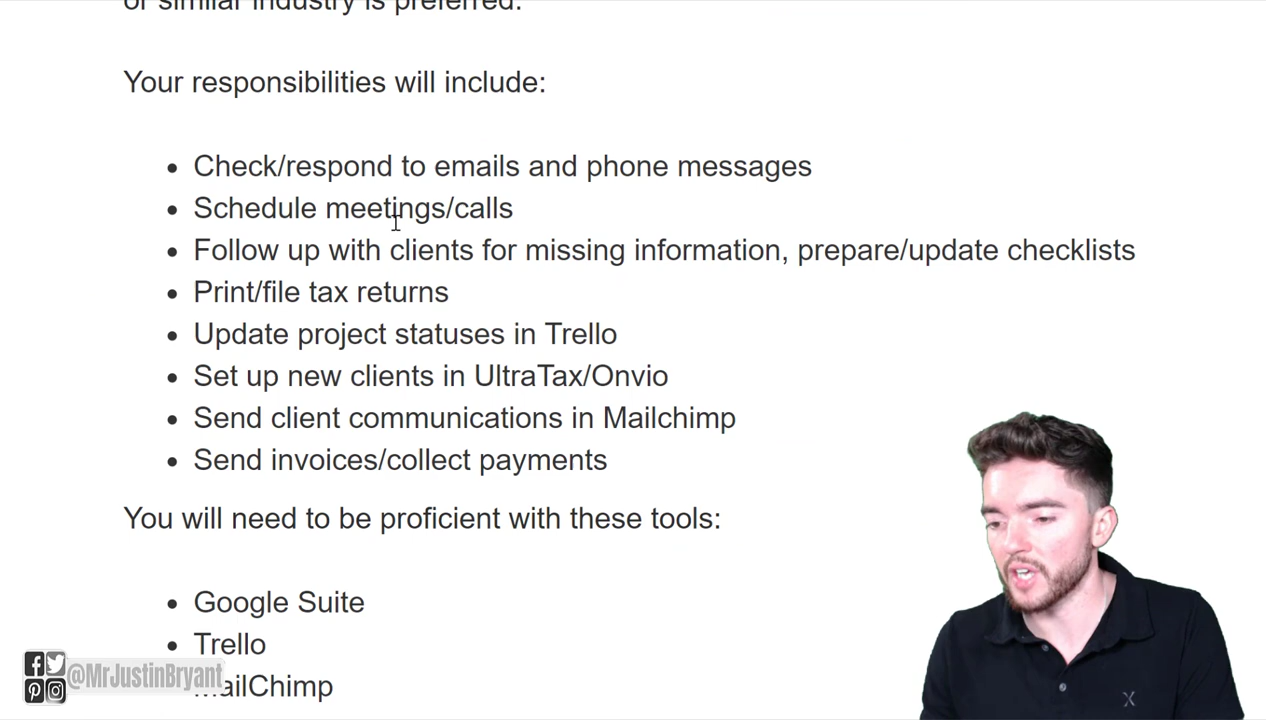 or similar industry is preferred.
Your responsibilities will include:
• Check/respond to emails and phone messages
• Schedule meetings/calls
• Follow up with clients for missing information, prepare/update checklists
• Print/file tax returns
• Update project statuses in Trello
• Set up new clients in UltraTax/Onvio
• Send client communications in Mailchimp
• Send invoices/collect payments
You will need to be proficient with these tools:
• Google Suite
• Trello
• MailChimp
@MrJustinBryant
X